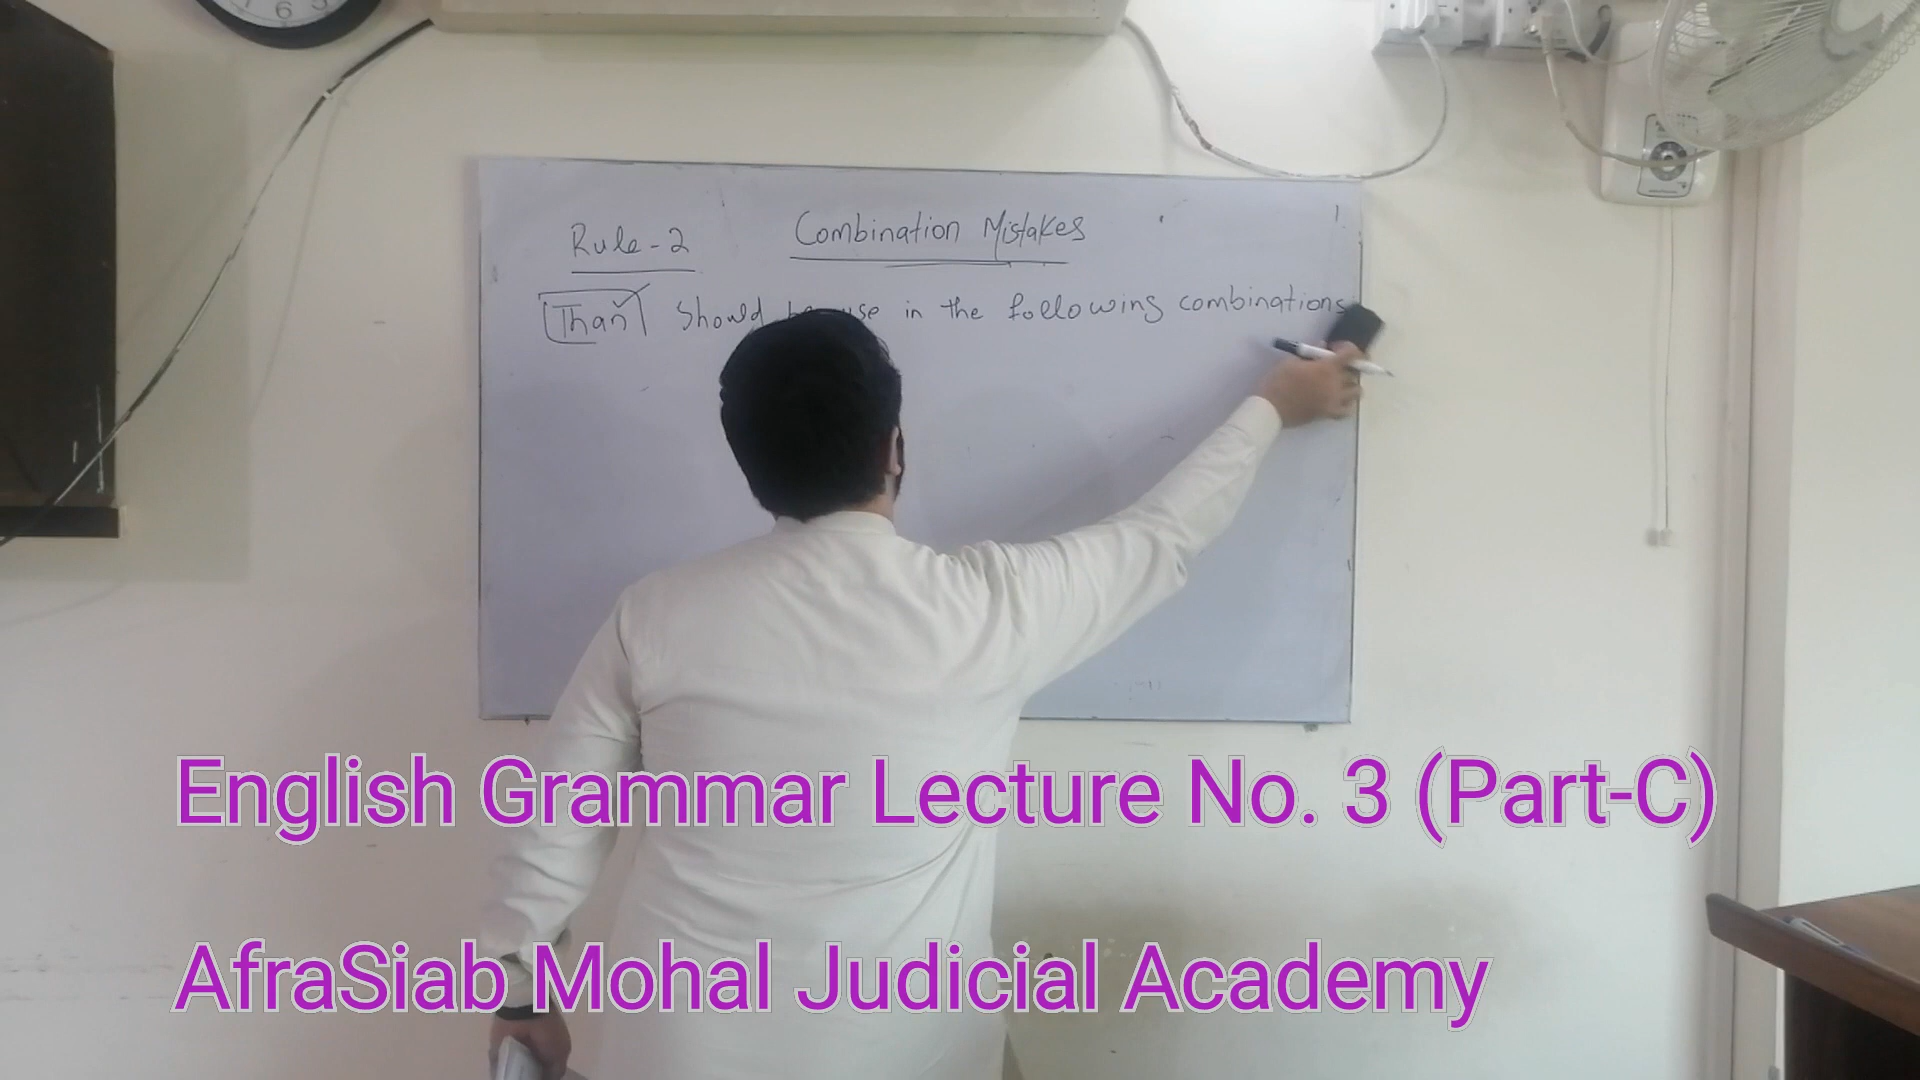 Rule-2 Combination Mistakes
Than should be use in the following combinations
English Grammar Lecture No. 3 (Part-C)
AfraSiab Mohal Judicial Academy